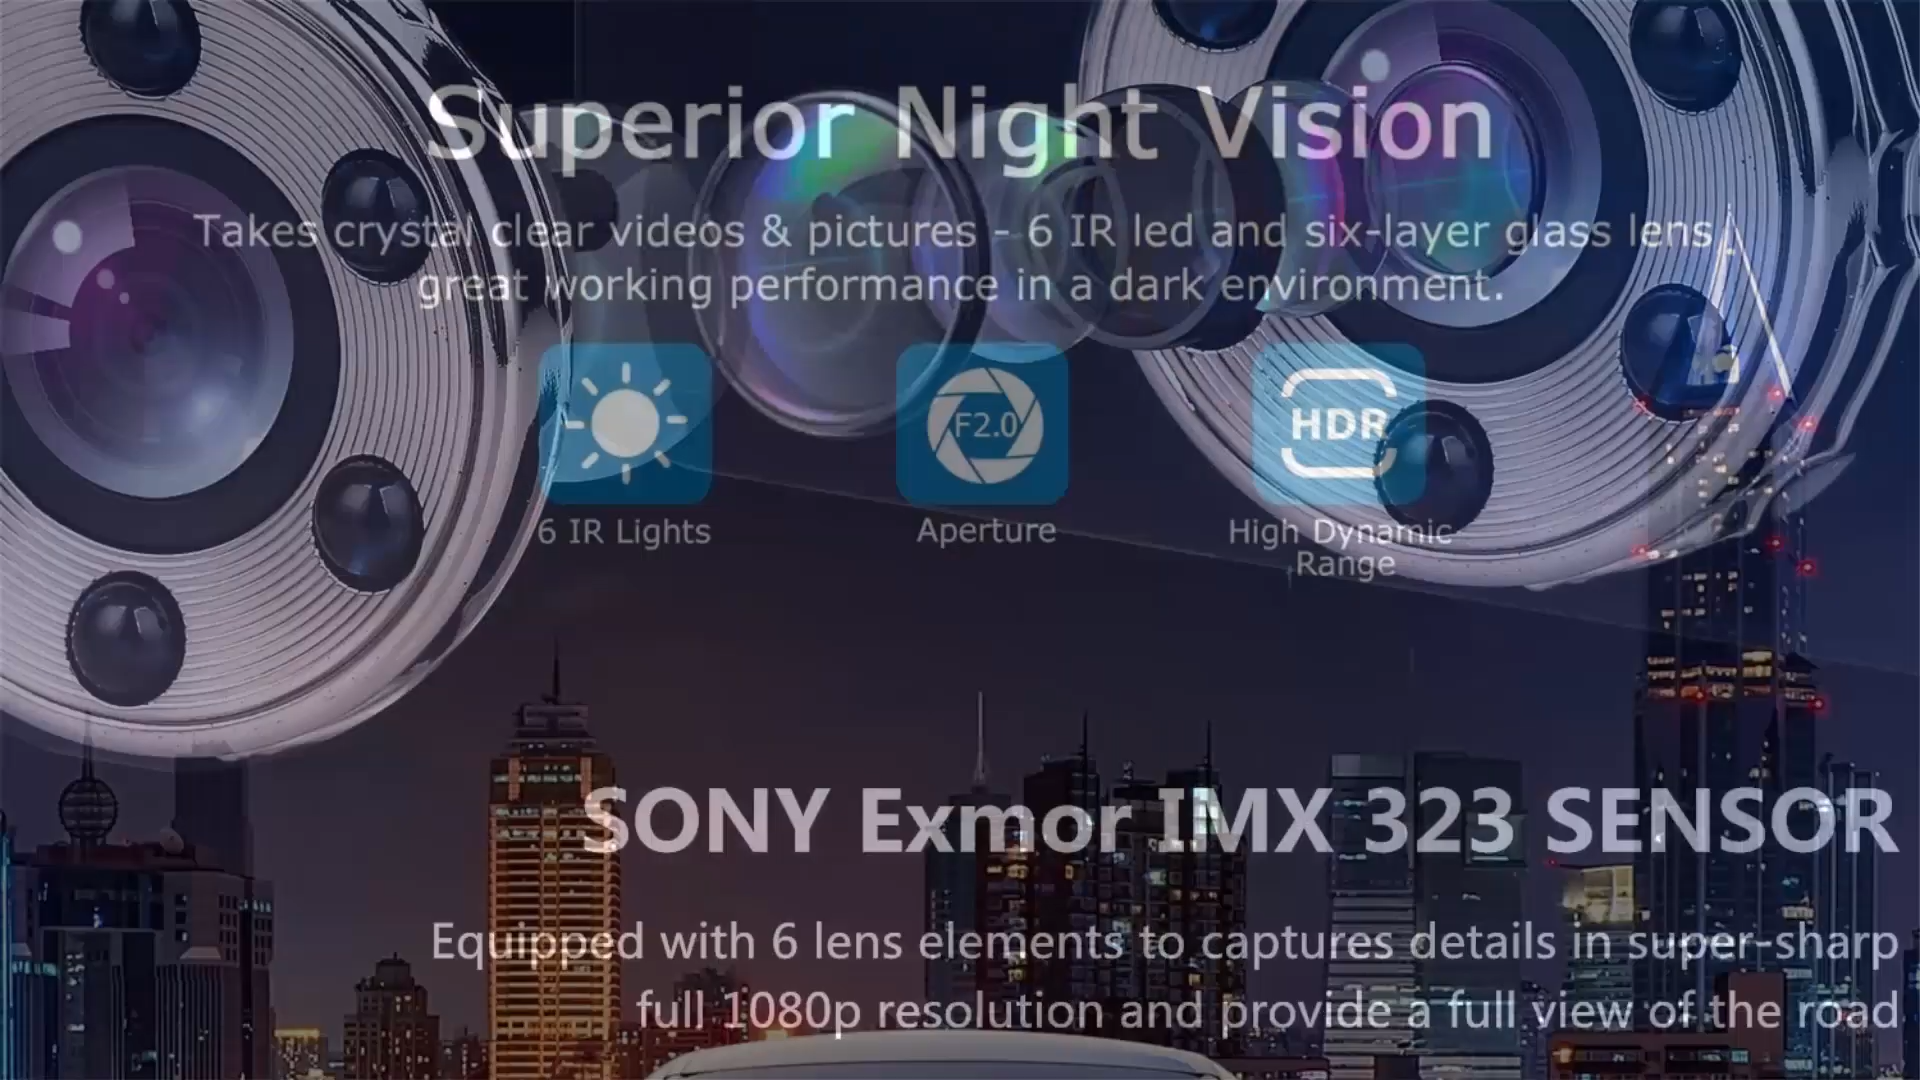 Superior Night Vision
Takes crystal clear videos & pictures - 6 IR led and six-layer glass lens,
great working performance in a dark environment.
F2.0
HDR
6 IR Lights
Aperture
High Dynamic
Range
SONY Exmor IMX 323 SENSOR
Equipped with 6 lens elements to captures details in super-sharp
full 1080p resolution and provide a full view of the road